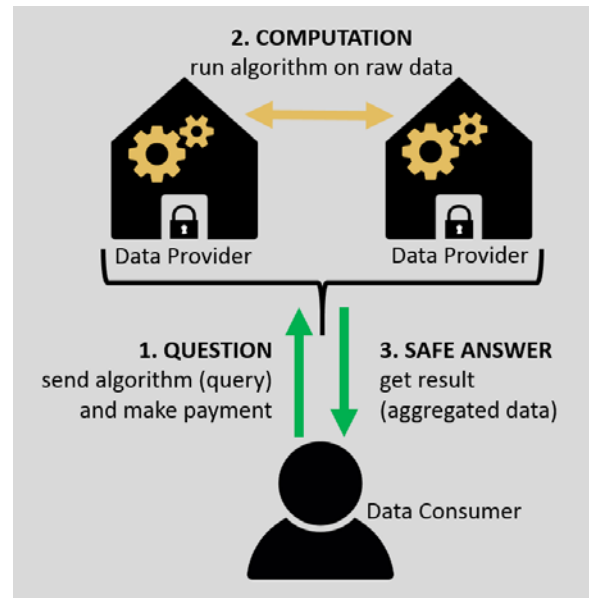 2. COMPUTATION
run algorithm on raw data
Data Provider
Data Provider
1. QUESTION
send algorithm (query)
and make payment
3. SAFE ANSWER
get result
(aggregated data)
Data Consumer